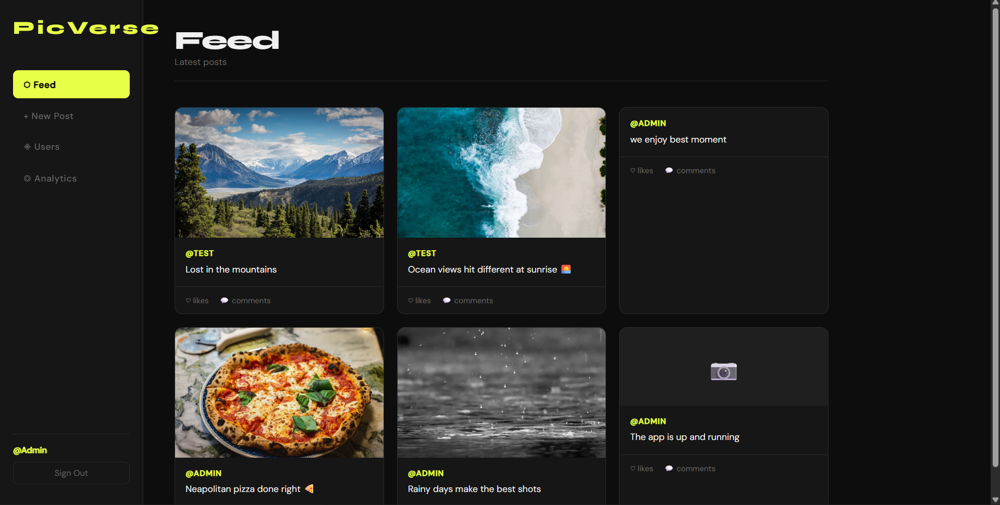 PicVerse
Feed
+ New Post
Users
Analytics
@Admin
Sign Out
Feed
Latest posts
@TEST
Lost in the mountains
♡ likes 💬 comments
@TEST
Ocean views hit different at sunrise 🌅
♡ likes 💬 comments
@ADMIN
we enjoy best moment
♡ likes 💬 comments
@ADMIN
Neapolitan pizza done right 🍕
@ADMIN
Rainy days make the best shots
@ADMIN
The app is up and running
♡ likes 💬 comments